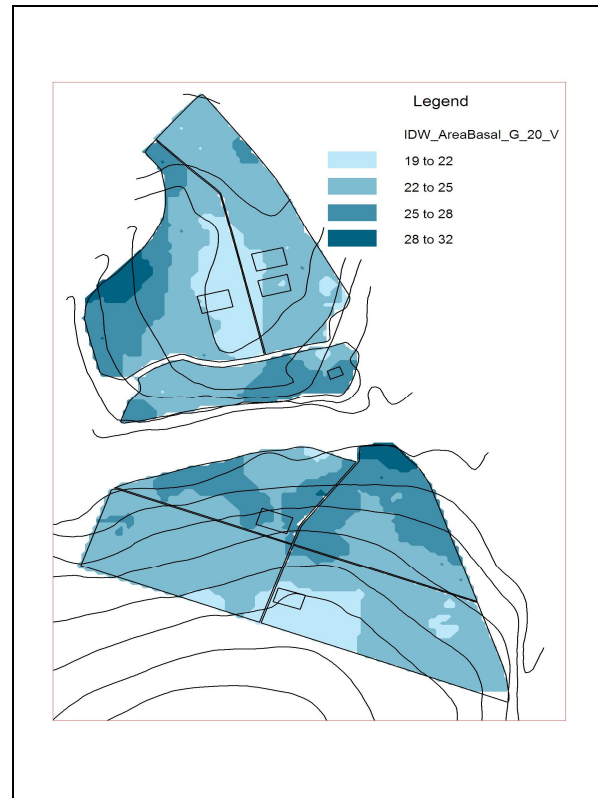 Legend
IDW_AreaBasal_G_20_V
19 to 22
22 to 25
25 to 28
28 to 32